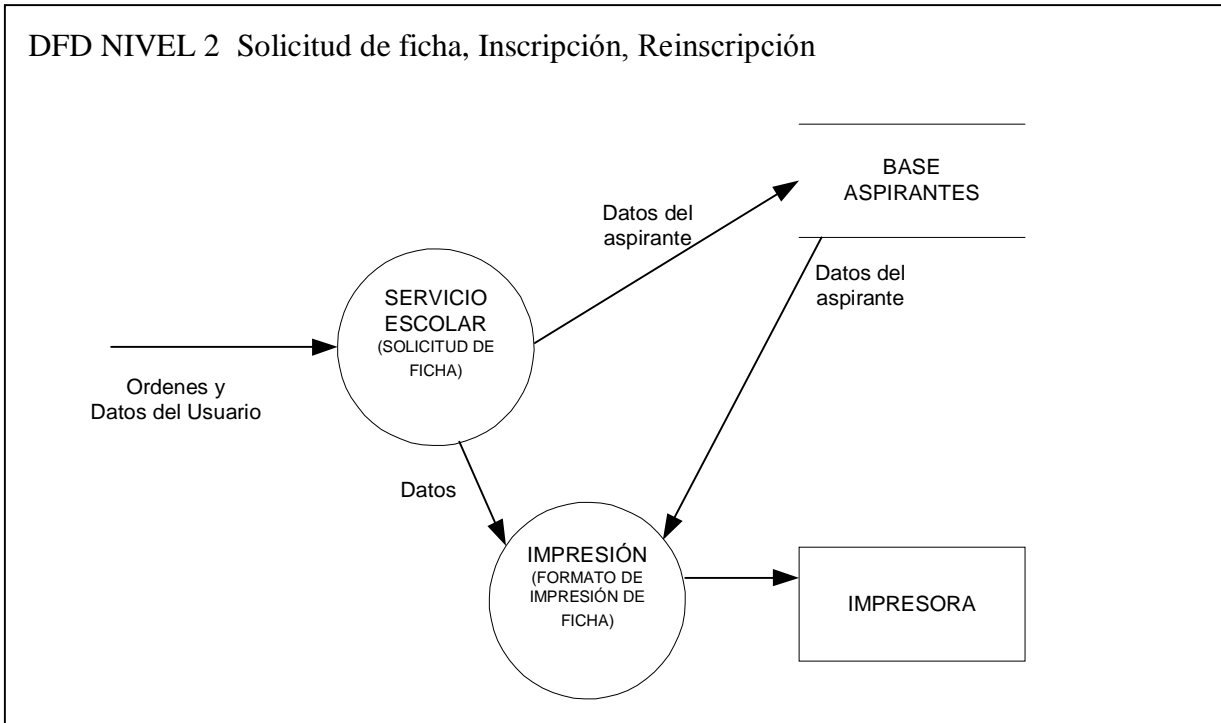 DFD NIVEL 2 Solicitud de ficha, Inscripción, Reinscripción
BASE
ASPIRANTES
Datos del
aspirante
Datos del
aspirante
SERVICIO
ESCOLAR
(SOLICITUD DE
FICHA)
Ordenes y
Datos del Usuario
Datos
IMPRESIÓN
(FORMATO DE
IMPRESIÓN DE
FICHA)
IMPRESORA